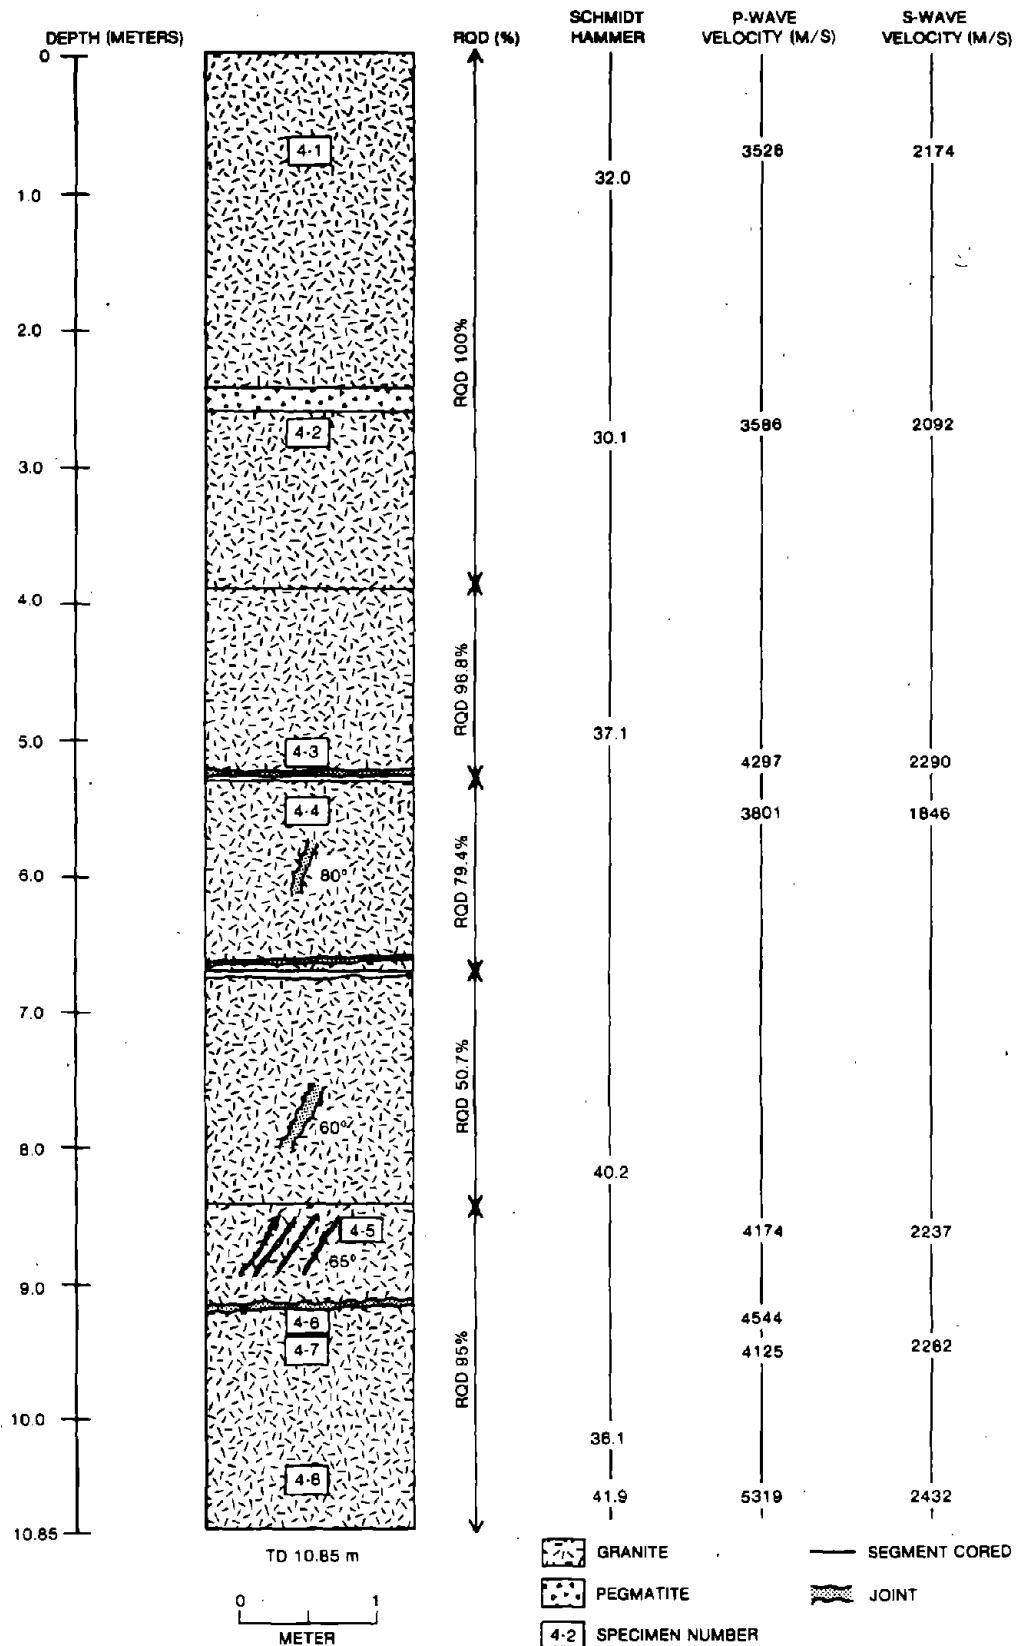 DEPTH (METERS)
RQD (%)
SCHMIDT
HAMMER
P-WAVE
VELOCITY (M/S)
S-WAVE
VELOCITY (M/S)
0
4-1
3526
2174
32.0
1.0
2.0
RQD 100%
4-2
3586
2092
30.1
3.0
4.0
RQD 96.8%
37.1
5.0
4-3
4297
2290
4-4
3801
1846
80°
6.0
RQD 79.4%
7.0
RQD 50.7%
60°
8.0
40.2
4-5
4174
2237
65°
9.0
4-6
4544
4-7
4125
2262
RQD 95%
10.0
36.1
4-8
41.9
5319
2432
10.85
TD 10.85 m
GRANITE
SEGMENT CORED
PEGMATITE
JOINT
0 1
METER
4-2 SPECIMEN NUMBER